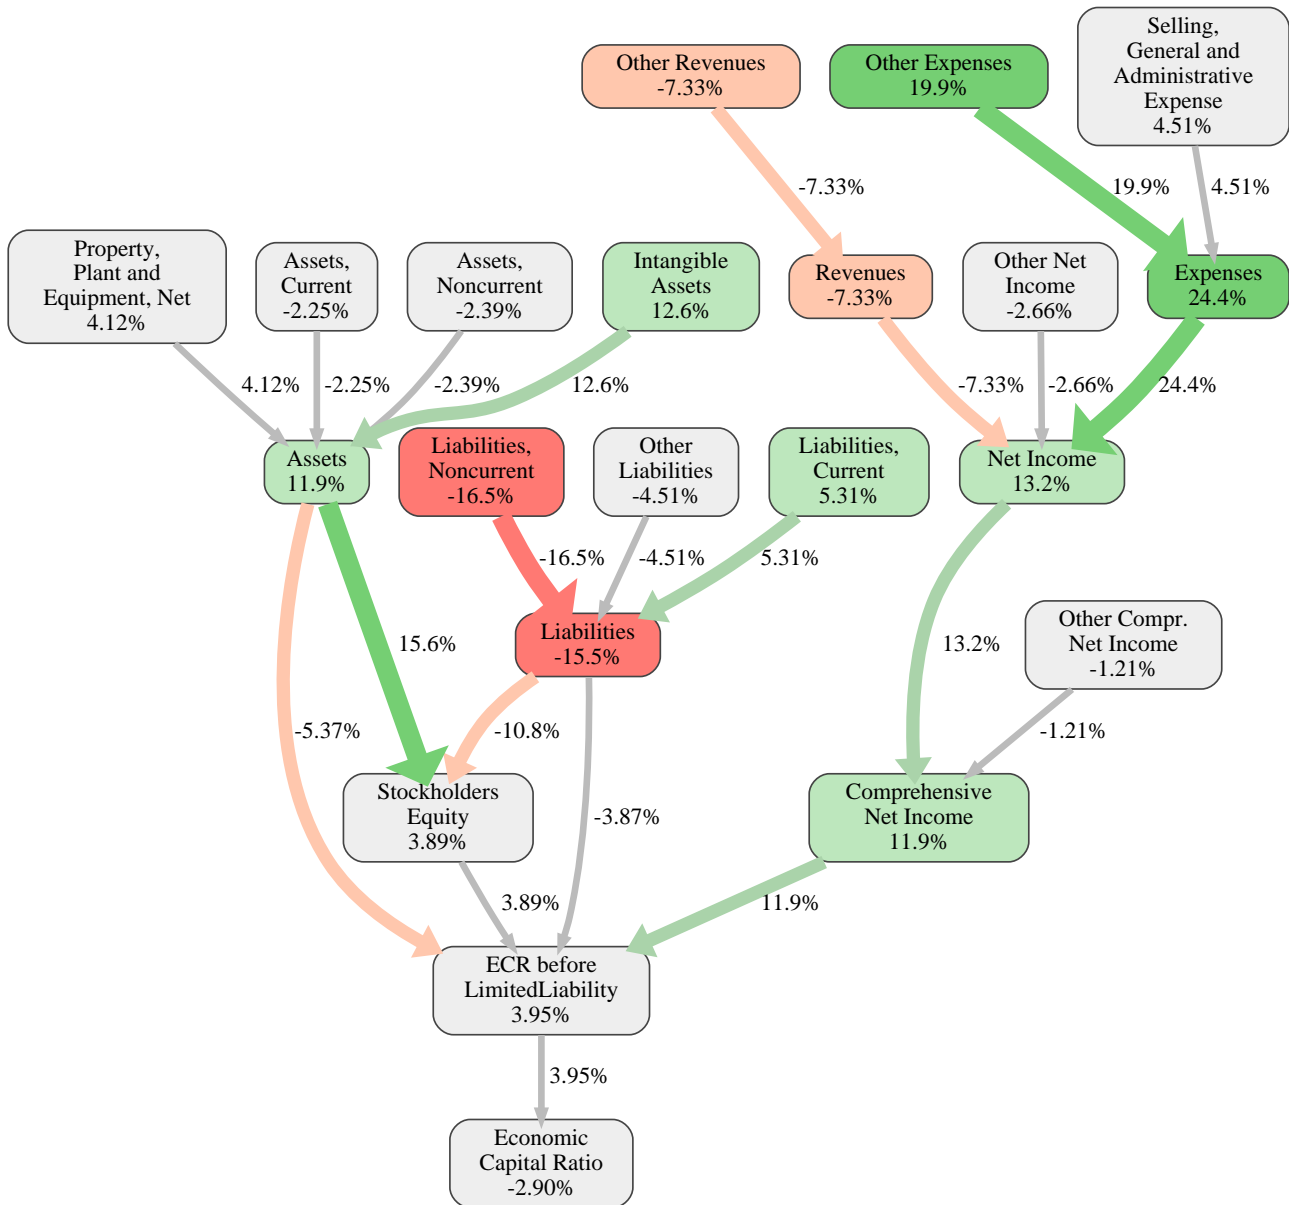 Other Revenues
-7.33%
Other Expenses
19.9%
Selling,
General and
Administrative
Expense
4.51%
-7.33%
19.9%
4.51%
Property,
Plant and
Equipment, Net
4.12%
Assets,
Current
-2.25%
Assets,
Noncurrent
-2.39%
Intangible
Assets
12.6%
Revenues
-7.33%
Other Net
Income
-2.66%
Expenses
24.4%
4.12%
-2.25%
-2.39%
12.6%
-7.33%
-2.66%
24.4%
Assets
11.9%
Liabilities,
Noncurrent
-16.5%
Other
Liabilities
-4.51%
Liabilities,
Current
5.31%
Net Income
13.2%
-16.5%
-4.51%
5.31%
15.6%
Liabilities
-15.5%
13.2%
Other Compr.
Net Income
-1.21%
-5.37%
-10.8%
-1.21%
Stockholders
Equity
3.89%
-3.87%
Comprehensive
Net Income
11.9%
3.89%
11.9%
ECR before
LimitedLiability
3.95%
3.95%
Economic
Capital Ratio
-2.90%